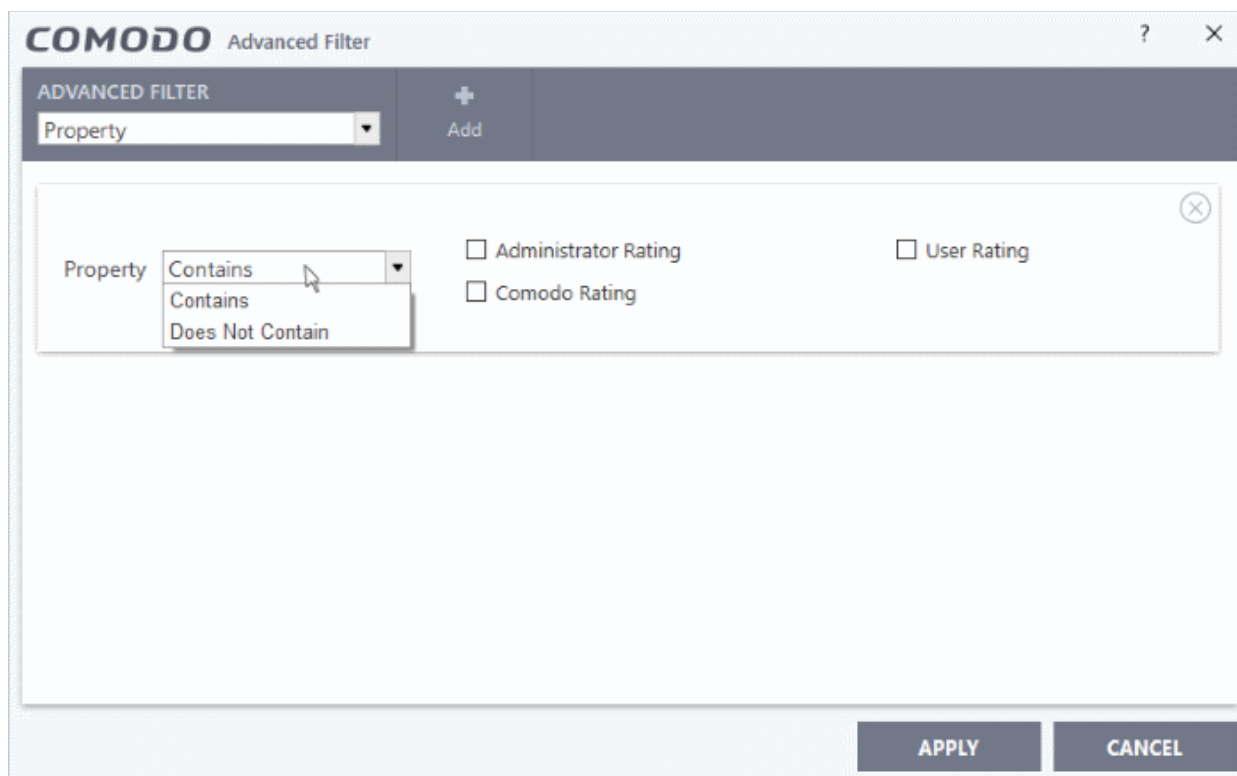 COMODO Advanced Filter ?
ADVANCED FILTER
Property
Add
Property
Contains
Contains
Does Not Contain
Administrator Rating
User Rating
Comodo Rating
APPLY
CANCEL